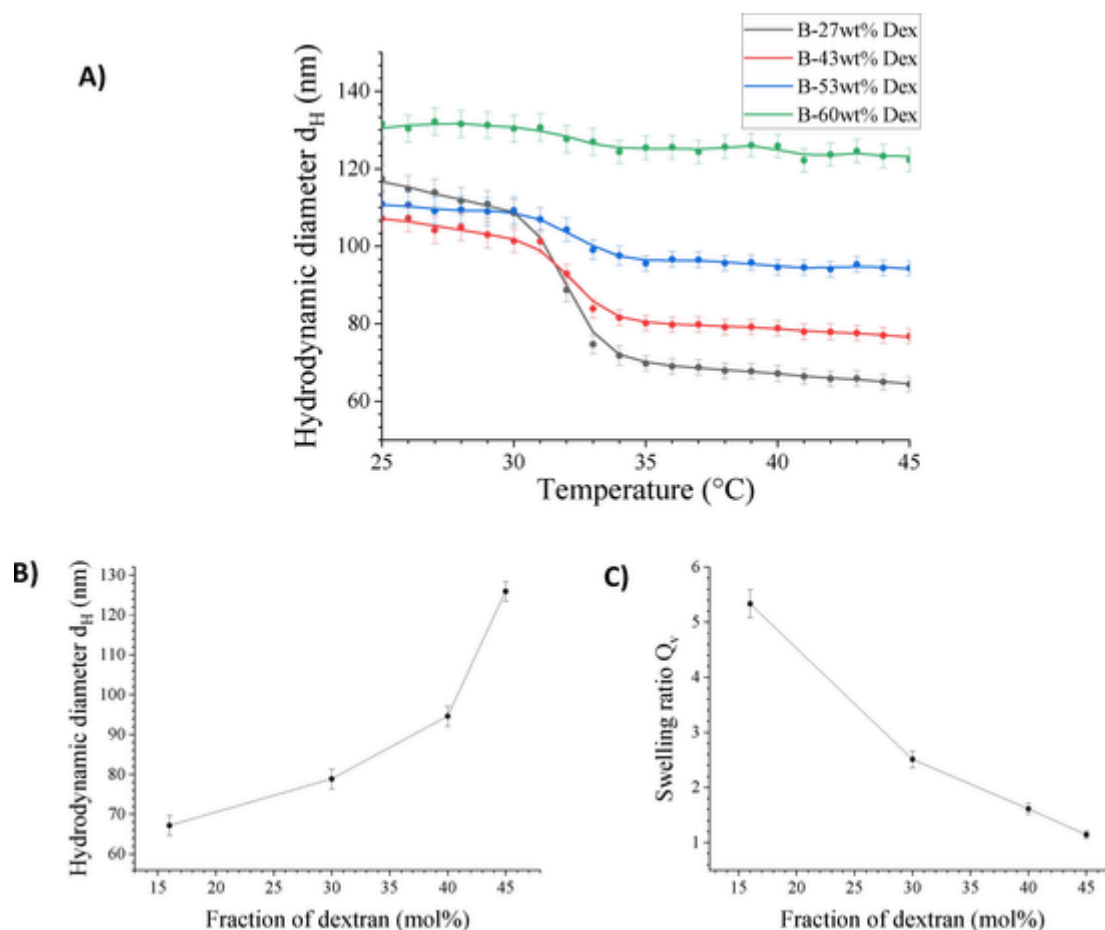 A)
B-27wt% Dex
B-43wt% Dex
B-53wt% Dex
B-60wt% Dex
Hydrodynamic diameter d_H (nm)
140
120
100
80
60
25 30 35 40 45
Temperature (°C)
B)
Hydrodynamic diameter d_H (nm)
130
120
110
100
90
80
70
60
15 20 25 30 35 40 45
Fraction of dextran (mol%)
C)
Swelling ratio Q_v
6
5
4
3
2
1
15 20 25 30 35 40 45
Fraction of dextran (mol%)